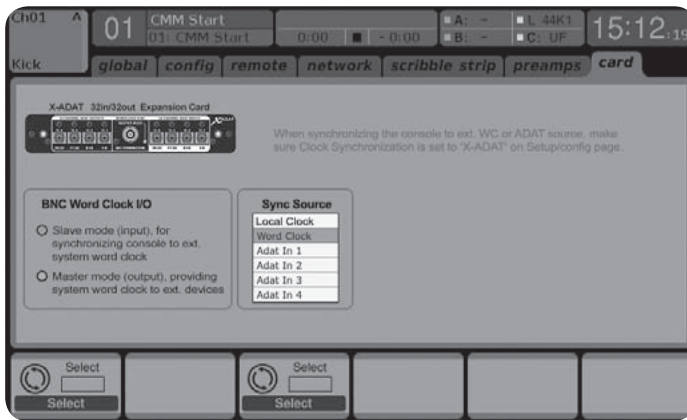 Ch01 A
Kick
01
CMM Start
01: CMM Start
0:00
- 0:00
A: -
B: -
L 44K1
C: UF
15:12:19
global
config
remote
network
scribble strip
preamps
card
X-ADAT 32in/32out Expansion Card
When synchronizing the console to ext. WC or ADAT source, make
sure Clock Synchronization is set to 'X-ADAT' on Setup/config page.
BNC Word Clock I/O
Slave mode (input), for
synchronizing console to ext.
system word clock
Master mode (output), providing
system word clock to ext. devices
Sync Source
Local Clock
Word Clock
Adat In 1
Adat In 2
Adat In 3
Adat In 4
Select
Select
Select
Select